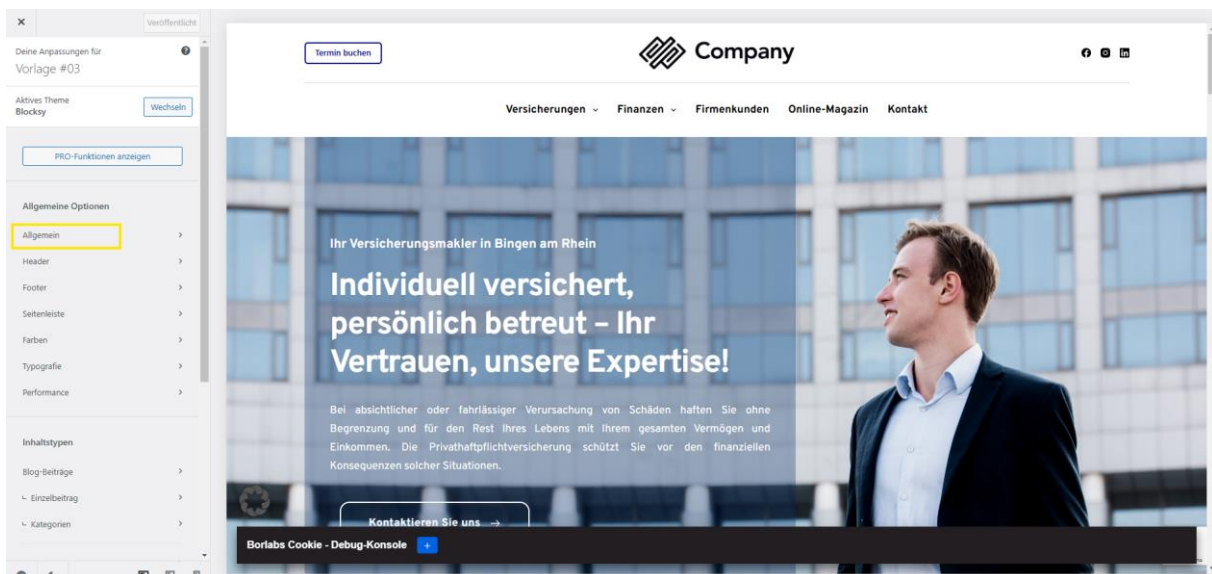 Veröffentlicht
Deine Anpassungen für
Vorlage #03
Aktives Theme
Blocksy
Wechseln
PRO-Funktionen anzeigen
Allgemeine Optionen
Allgemein
Header
Footer
Seitenleiste
Farben
Typografie
Performance
Inhaltstypen
Blog-Beiträge
Einzelbeitrag
Kategorien
Termin buchen
Company
Versicherungen Finanzen Firmenkunden Online-Magazin Kontakt
Ihr Versicherungsmakler in Bingen am Rhein
Individuell versichert,
persönlich betreut – Ihr
Vertrauen, unsere Expertise!
Bei absichtlicher oder fahrlässiger Verursachung von Schäden haften Sie ohne
Begrenzung und für den Rest Ihres Lebens mit Ihrem gesamten Vermögen und
Einkommen. Die Privathaftpflichtversicherung schützt Sie vor den finanziellen
Konsequenzen solcher Situationen.
Kontaktieren Sie uns →
Borlabs Cookie - Debug-Konsole +